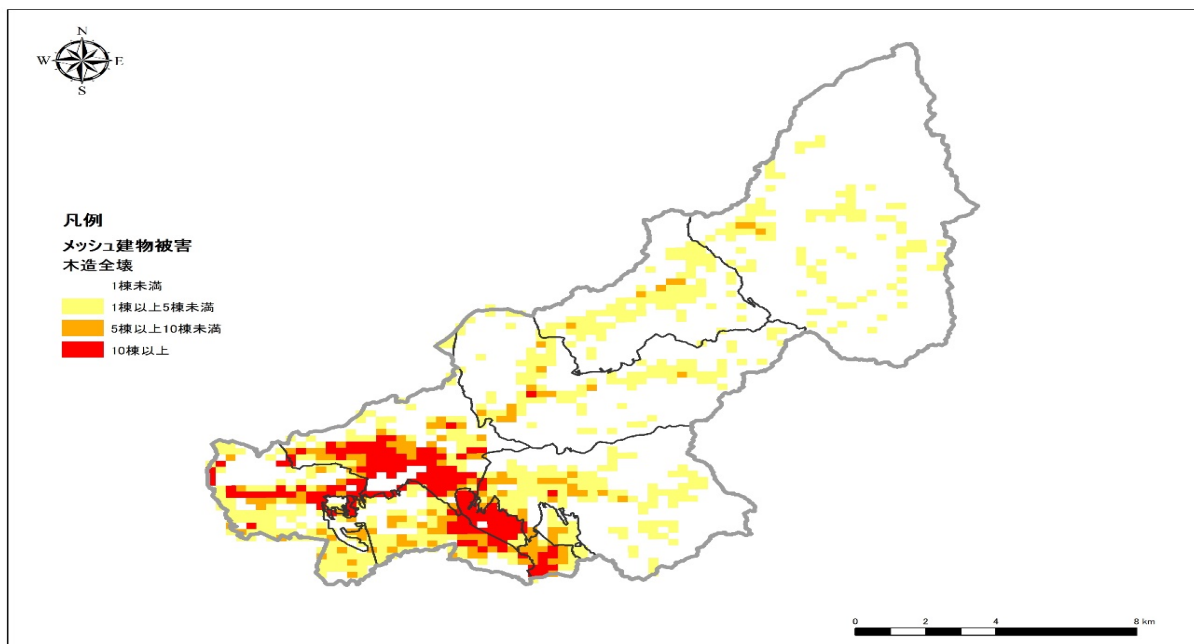 N
W E
S
凡例
メッシュ建物被害
木造全壊
1棟未満
1棟以上5棟未満
5棟以上10棟未満
10棟以上
0 2 4 8 km